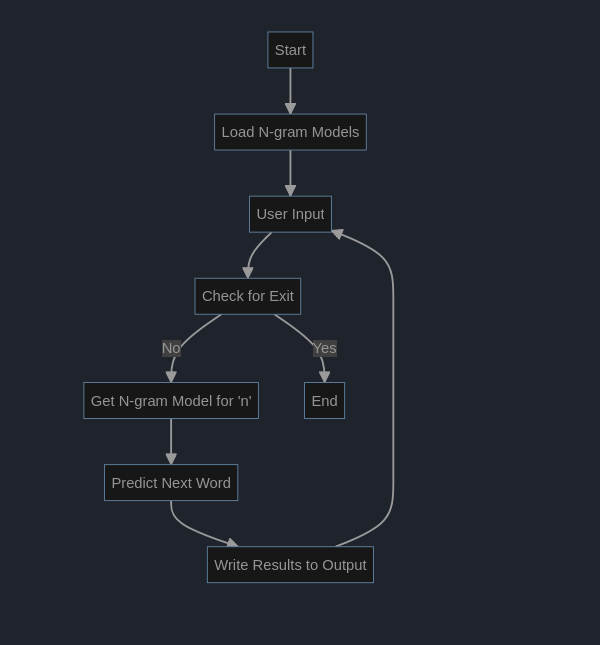 Start
Load N-gram Models
User Input
Check for Exit
No
Yes
Get N-gram Model for 'n'
End
Predict Next Word
Write Results to Output